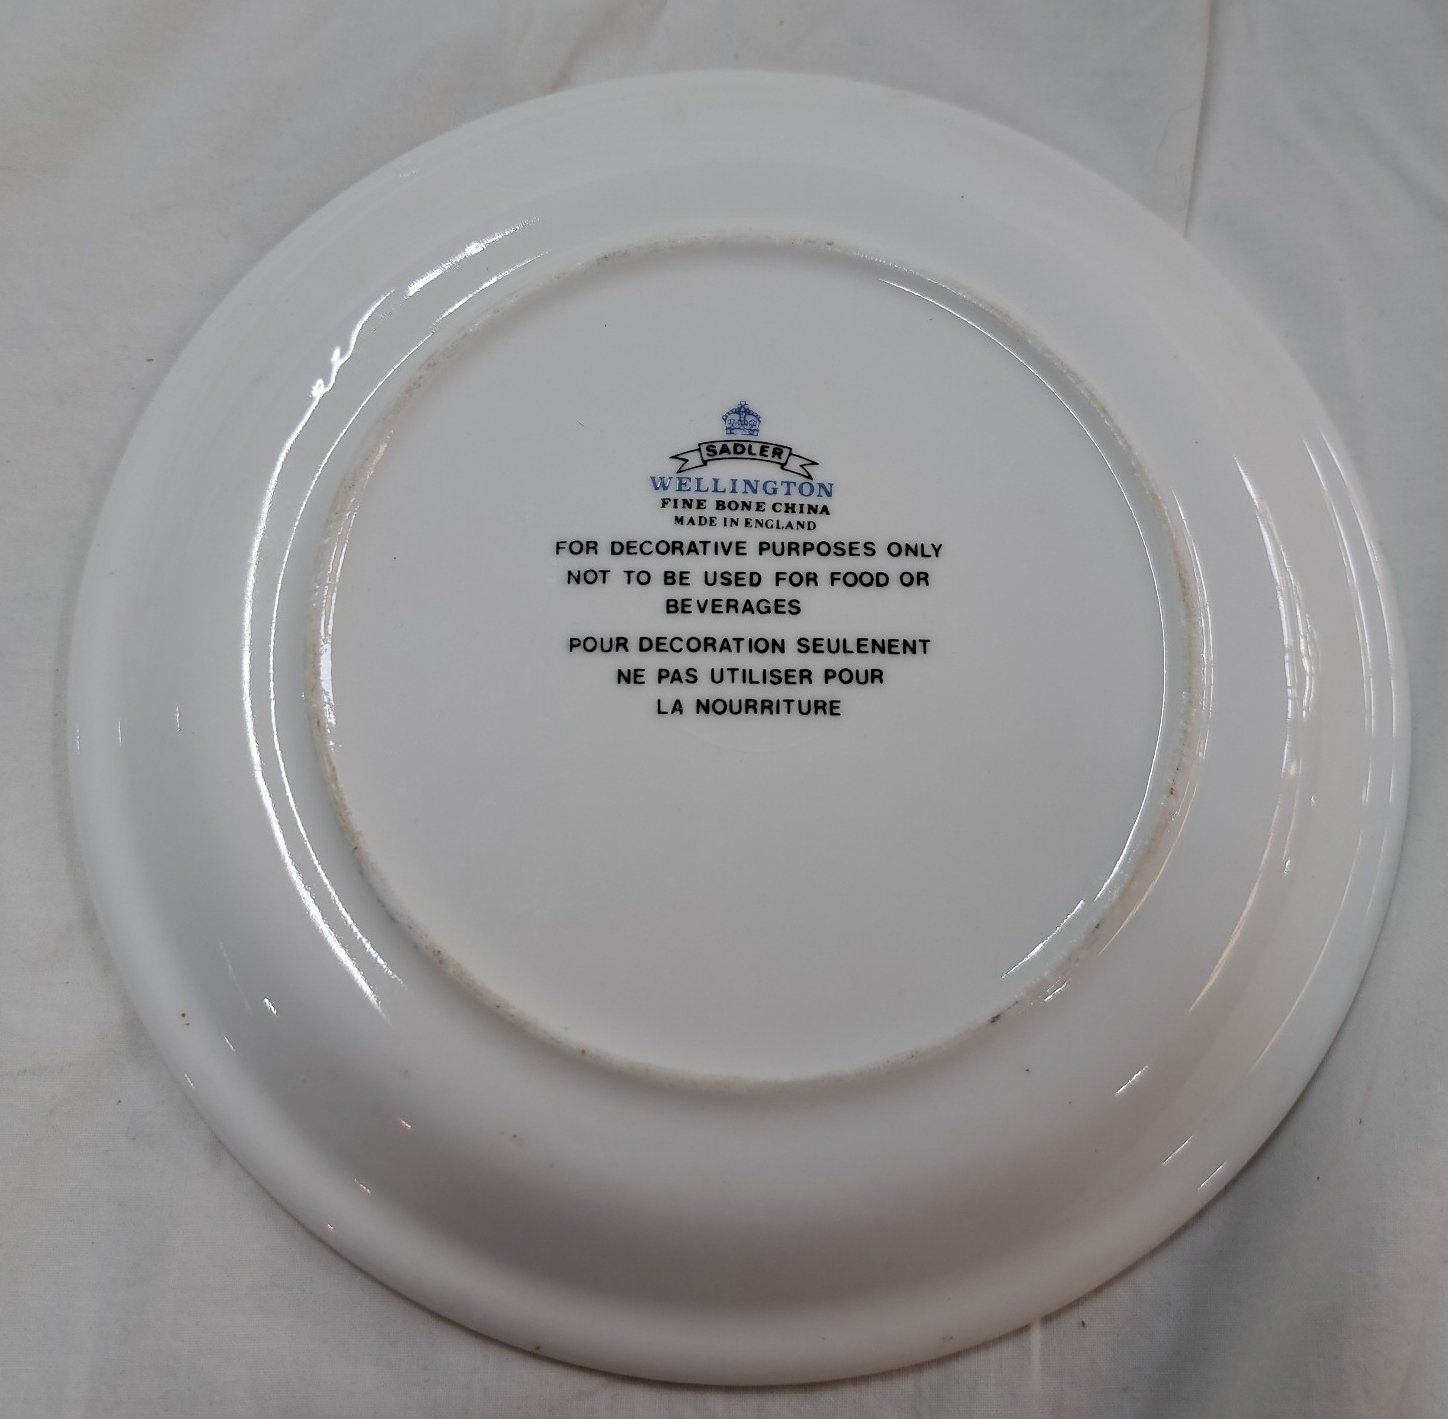 SADLER
WELLINGTON
FINE BONE CHINA
MADE IN ENGLAND
FOR DECORATIVE PURPOSES ONLY
NOT TO BE USED FOR FOOD OR
BEVERAGES
POUR DECORATION SEULENENT
NE PAS UTILISER POUR
LA NOURRITURE